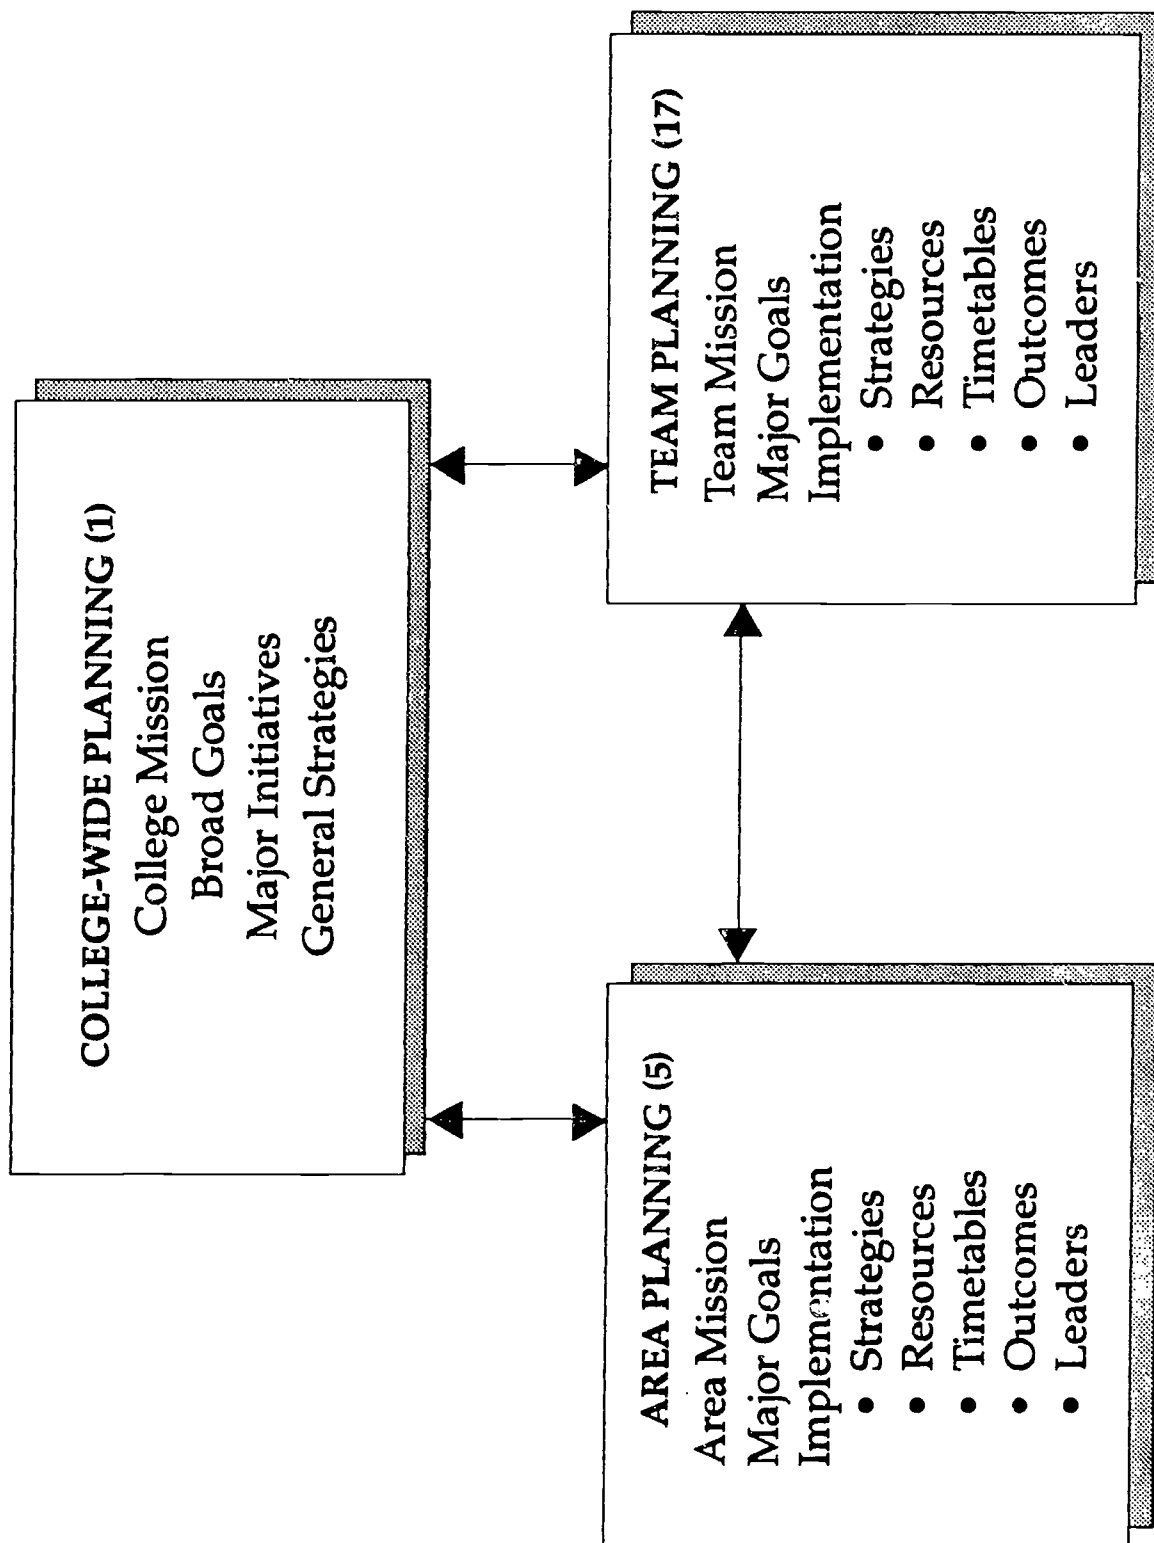 COLLEGE-WIDE PLANNING (1)
College Mission
Broad Goals
Major Initiatives
General Strategies
AREA PLANNING (5)
Area Mission
Major Goals
Implementation
• Strategies
• Resources
• Timetables
• Outcomes
• Leaders
TEAM PLANNING (17)
Team Mission
Major Goals
Implementation
• Strategies
• Resources
• Timetables
• Outcomes
• Leaders